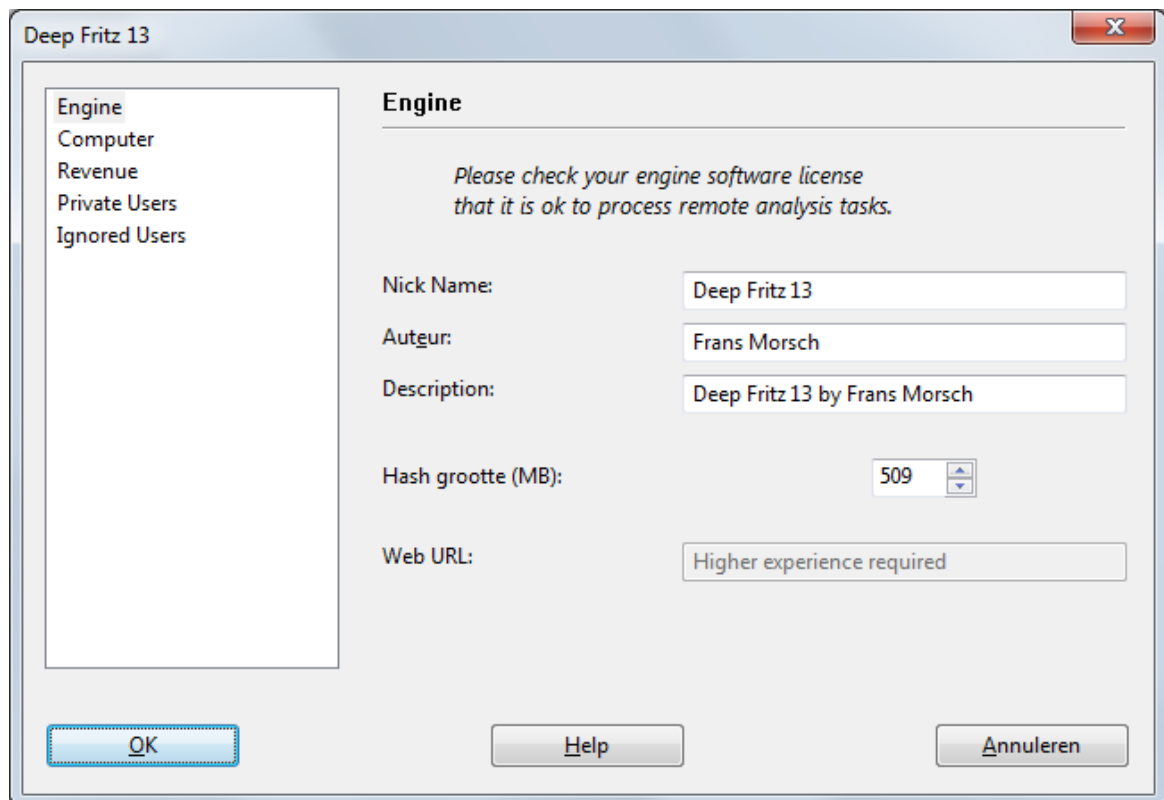 Deep Fritz 13
Engine
Computer
Revenue
Private Users
Ignored Users
Engine
Please check your engine software license
that it is ok to process remote analysis tasks.
Nick Name: Deep Fritz 13
Auteur: Frans Morsch
Description: Deep Fritz 13 by Frans Morsch
Hash grootte (MB): 509
Web URL: Higher experience required
OK Help Annuleren